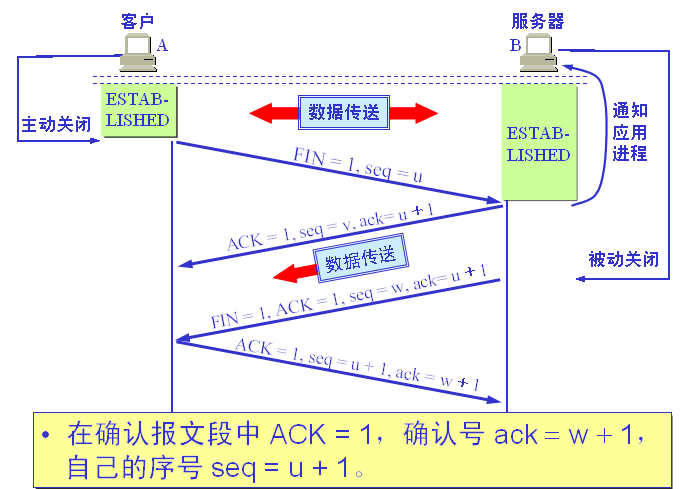 客户
服务器
A
B
ESTAB-
LISHED
主动关闭
数据传送
ESTAB-
LISHED
通知
应用
进程
FIN = 1, seq = u
ACK = 1, seq = v, ack= u + 1
数据传送
被动关闭
FIN = 1, ACK = 1, seq = w, ack= u + 1
ACK = 1, seq = u + 1, ack = w + 1
• 在确认报文段中 ACK = 1，确认号 ack = w + 1，
自己的序号 seq = u + 1。